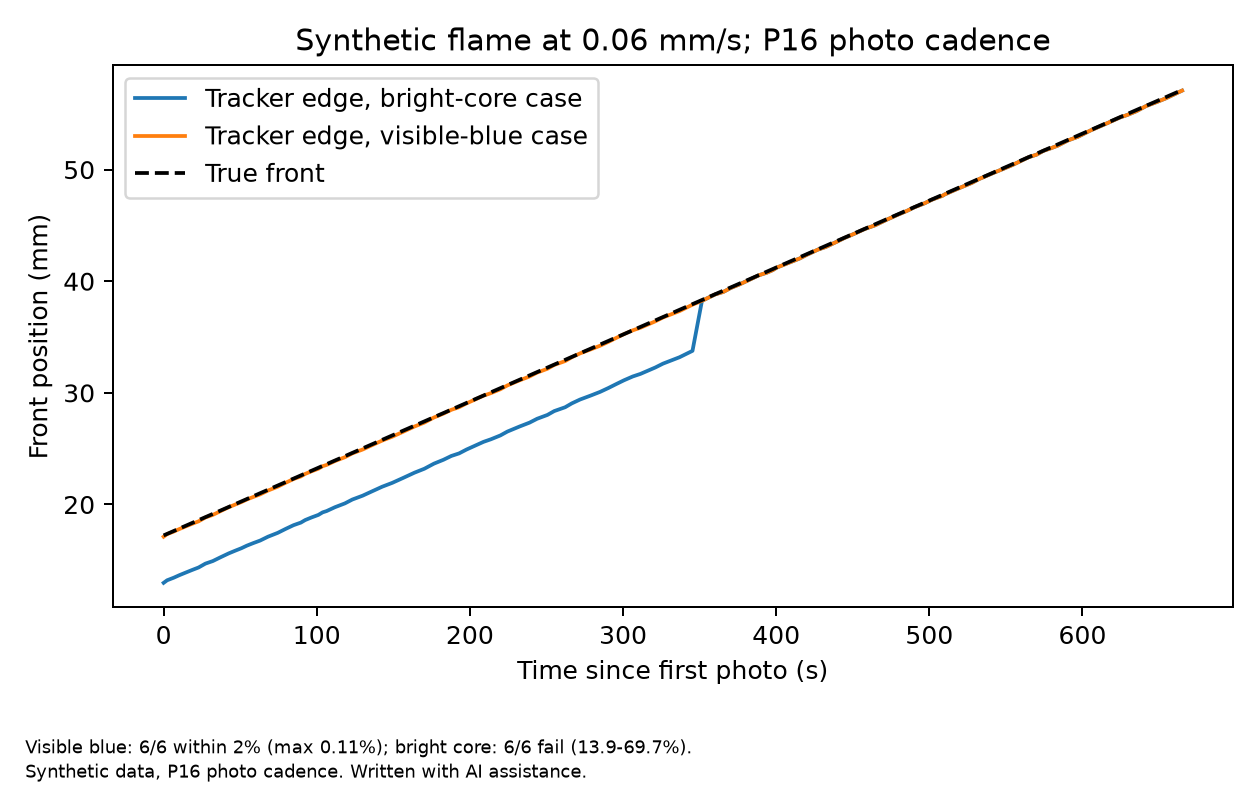 Synthetic flame at 0.06 mm/s; P16 photo cadence
Tracker edge, bright-core case
Tracker edge, visible-blue case
True front
Front position (mm)
50
40
30
20
0 100 200 300 400 500 600
Time since first photo (s)
Visible blue: 6/6 within 2% (max 0.11%); bright core: 6/6 fail (13.9-69.7%).
Synthetic data, P16 photo cadence. Written with AI assistance.